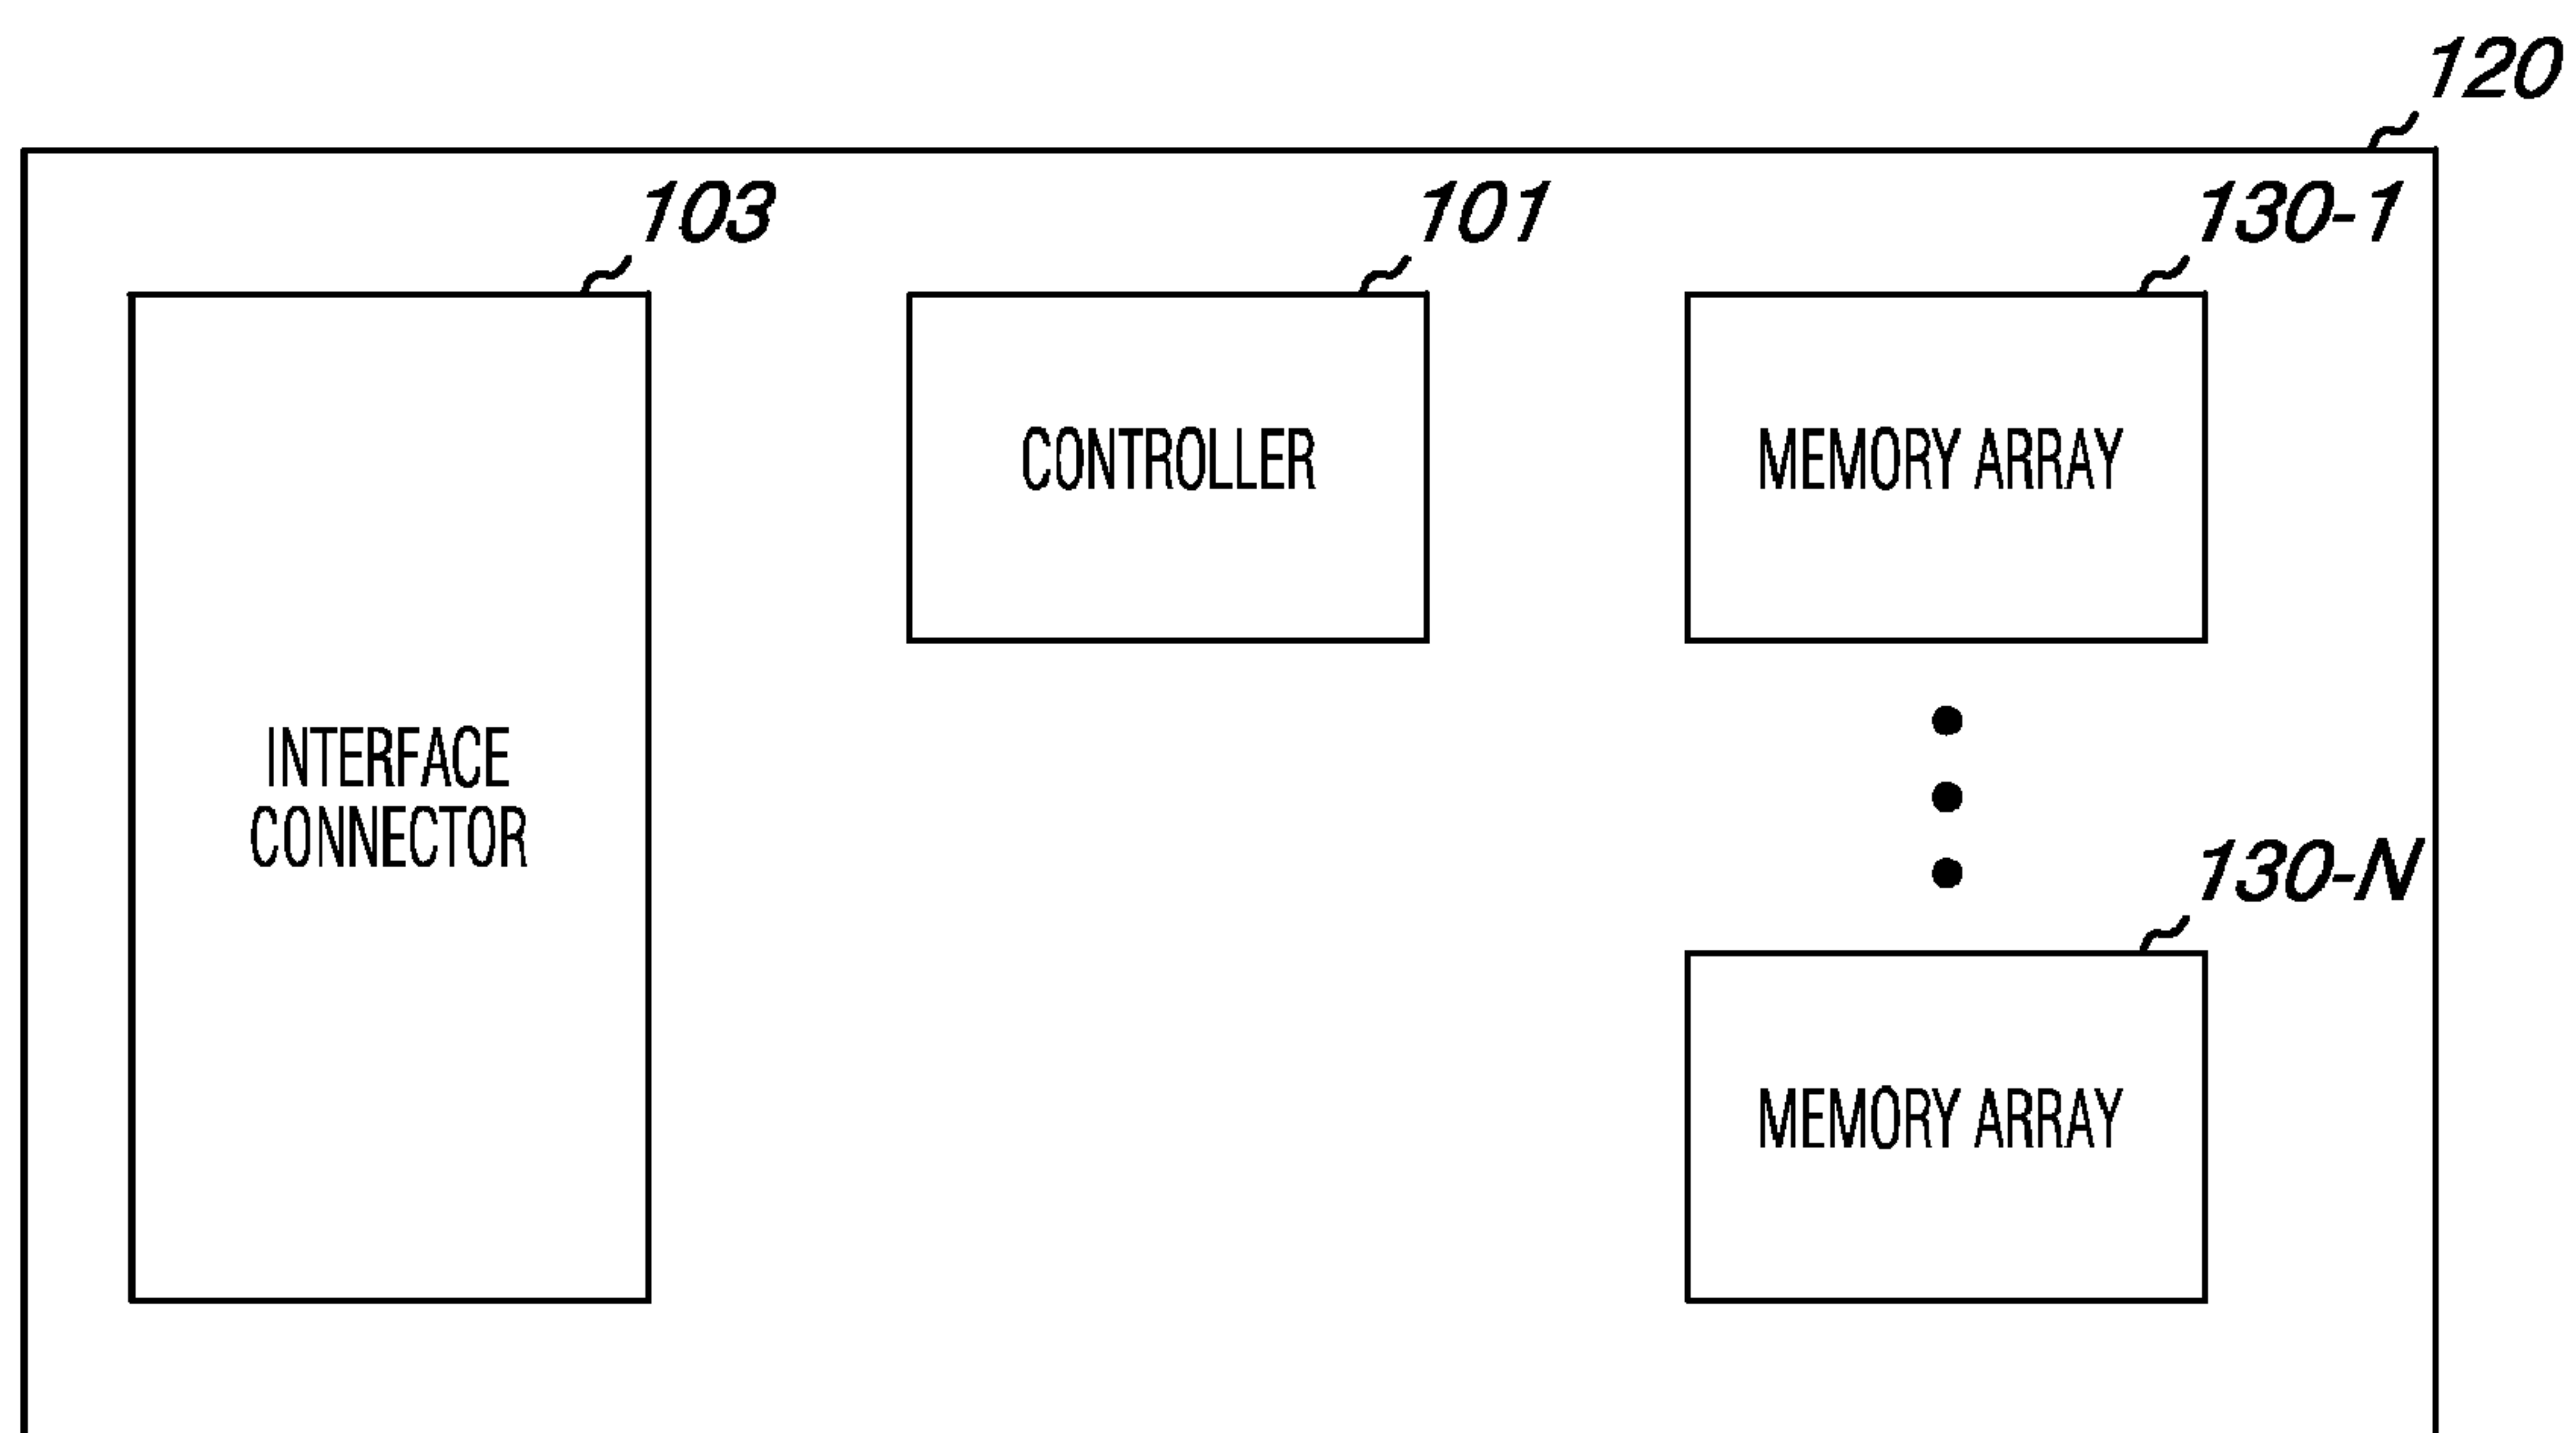 120
103
101
130-1
CONTROLLER
MEMORY ARRAY
INTERFACE
CONNECTOR
130-N
MEMORY ARRAY